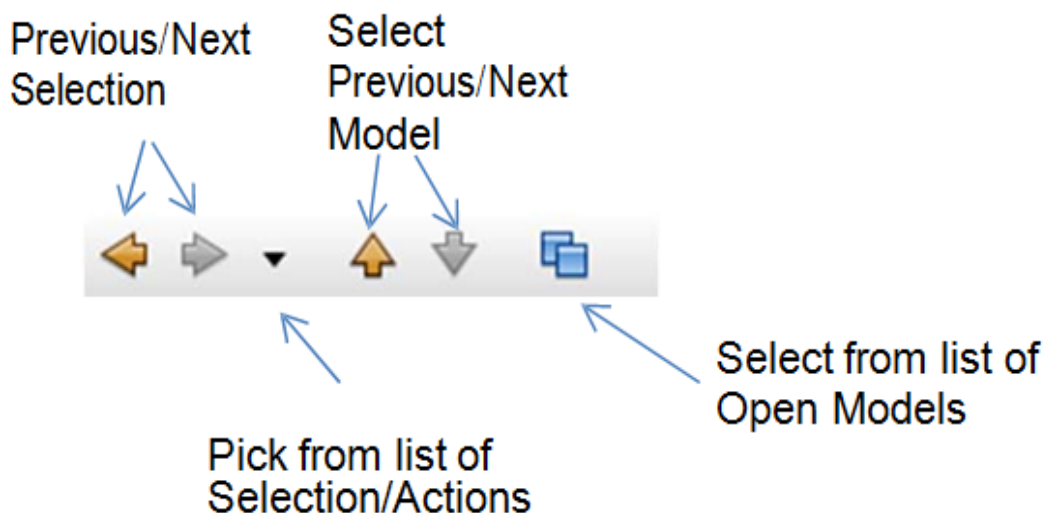 Previous/Next
Selection
Select
Previous/Next
Model
Select from list of
Open Models
Pick from list of
Selection/Actions